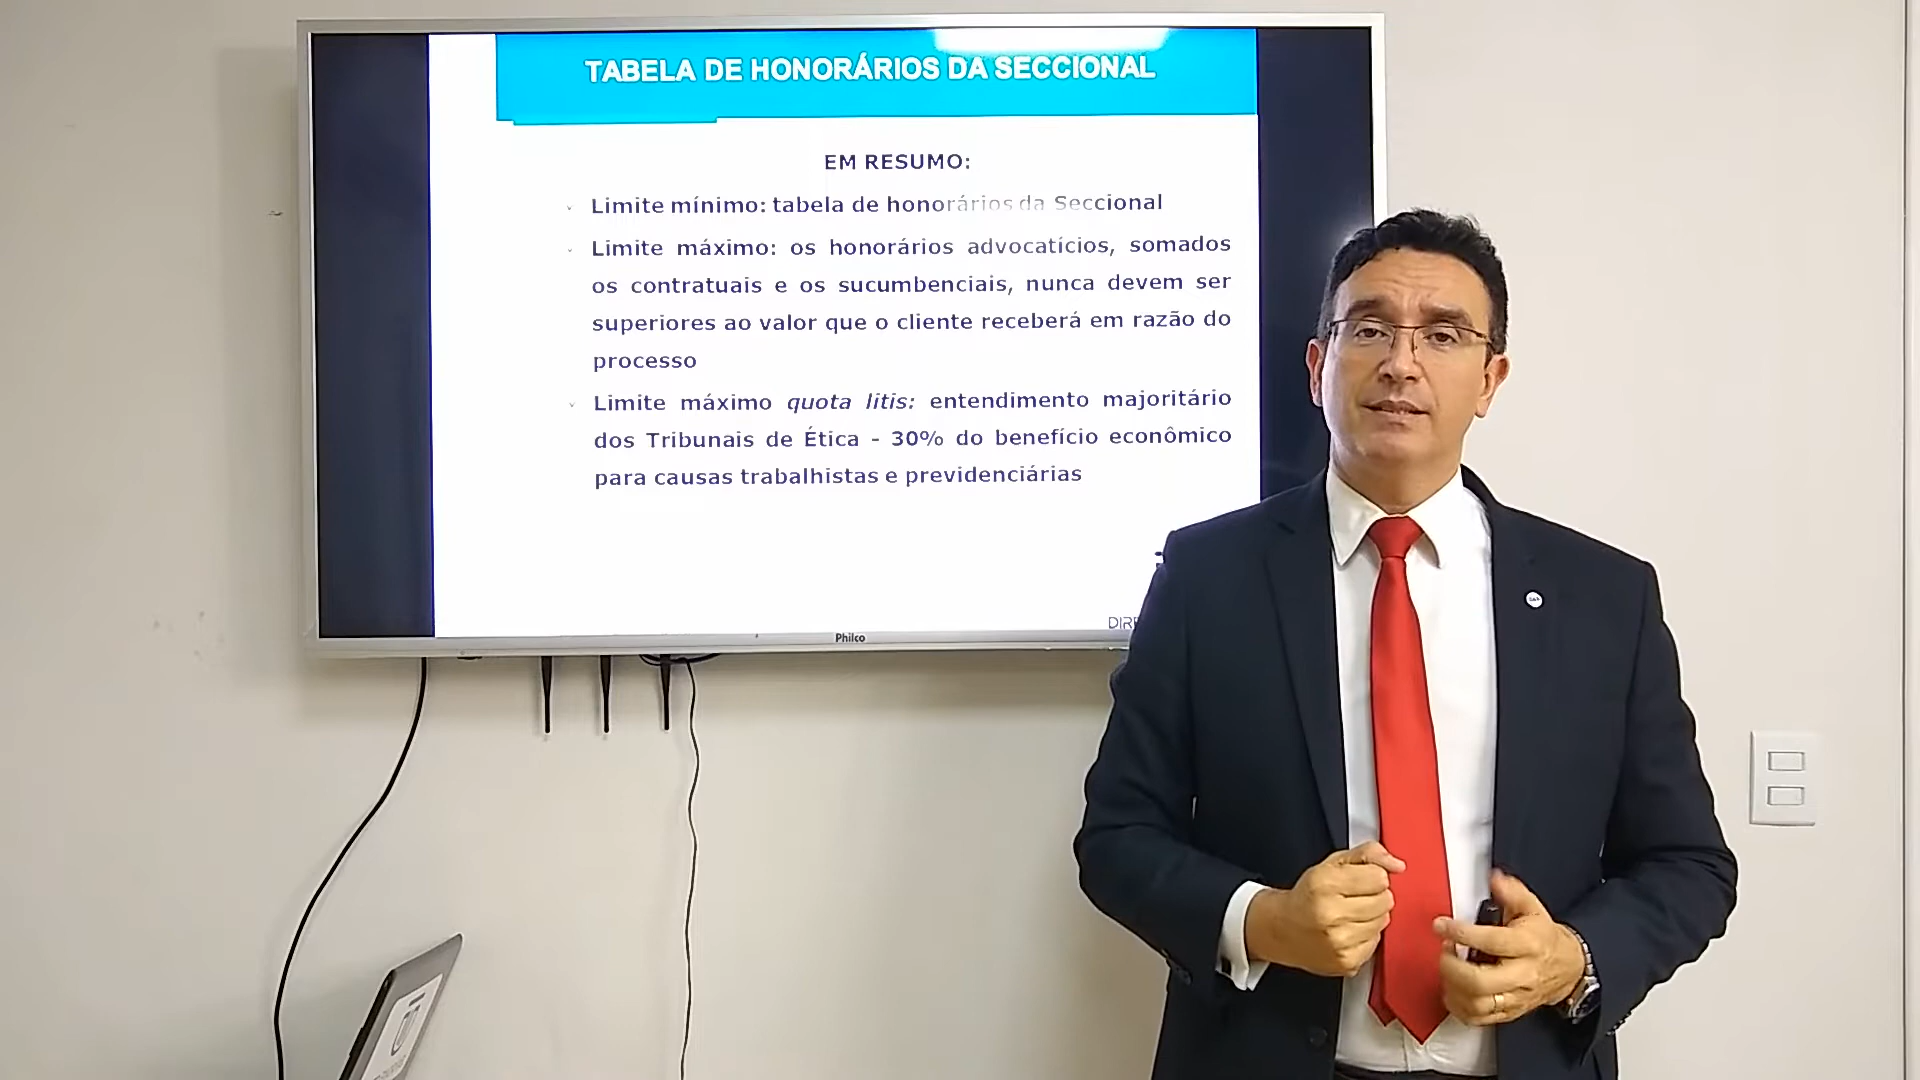 TABELA DE HONORÁRIOS DA SECCIONAL
EM RESUMO:
Limite mínimo: tabela de honorários da Seccional
Limite máximo: os honorários advocatícios, somados
os contratuais e os sucumbenciais, nunca devem ser
superiores ao valor que o cliente receberá em razão do
processo
Limite máximo quota litis: entendimento majoritário
dos Tribunais de Ética - 30% do benefício econômico
para causas trabalhistas e previdenciárias
Philco